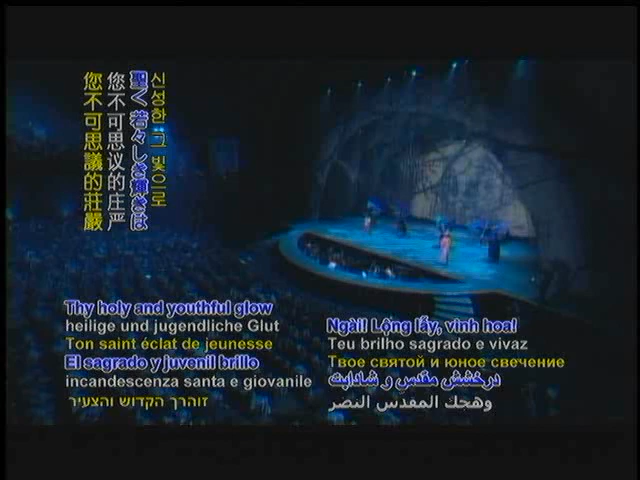 您不可思議的莊嚴
您不可思议的庄严
聖く若々しき輝きは
신성한 그 빛으로
Thy holy and youthful glow
heilige und jugendliche Glut
Ton saint éclat de jeunesse
El sagrado y juvenil brillo
incandescenza santa e giovanile
זוהרך הקדוש והצעיר
Ngài! Lộng lẫy, vinh hoa!
Teu brilho sagrado e vivaz
Твое святой и юное свечение
درخشش مقدس و شادابت
وهجك المقدس النضر